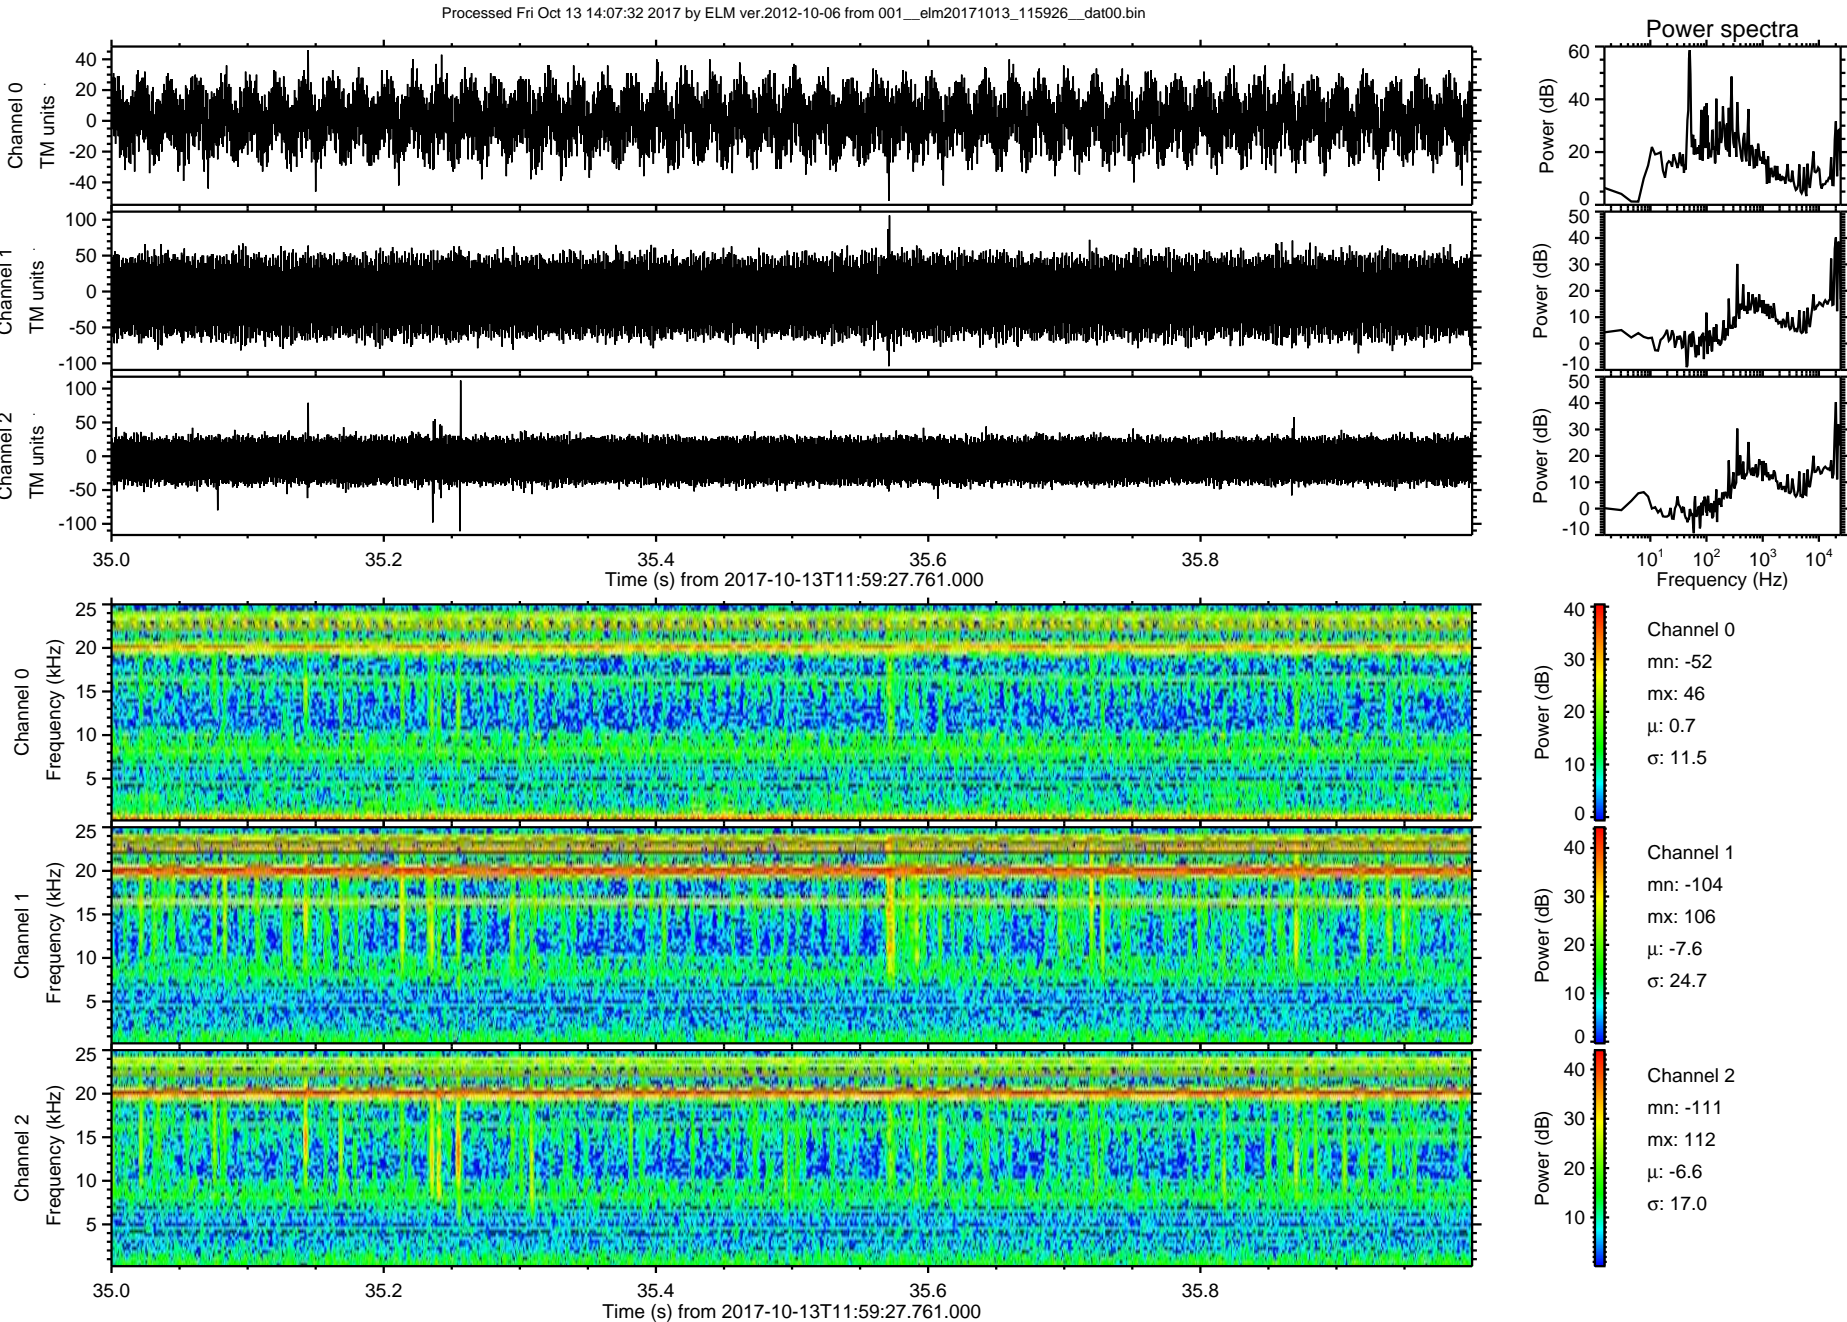 Processed Fri Oct 13 14:07:32 2017 by ELM ver.2012-10-06 from 001__elm20171013_115926__dat00.bin
Power spectra
Channel 0
TM units
40
20
0
-20
-40
Power (dB)
60
40
20
0
Channel 1
TM units
100
50
0
-50
-100
Power (dB)
50
40
30
20
10
0
-10
Channel 2
TM units
100
50
0
-50
-100
Power (dB)
50
40
30
20
10
0
-10
35.0 35.2 35.4 35.6 35.8
Time (s) from 2017-10-13T11:59:27.761.000
10^1 10^2 10^3 10^4
Frequency (Hz)
Channel 0
Frequency (kHz)
25
20
15
10
5
Power (dB)
40
30
20
10
0
Channel 0
mn: -52
mx: 46
μ: 0.7
σ: 11.5
Channel 1
Frequency (kHz)
25
20
15
10
5
Power (dB)
40
30
20
10
0
Channel 1
mn: -104
mx: 106
μ: -7.6
σ: 24.7
Channel 2
Frequency (kHz)
25
20
15
10
5
Power (dB)
40
30
20
10
Channel 2
mn: -111
mx: 112
μ: -6.6
σ: 17.0
35.0 35.2 35.4 35.6 35.8
Time (s) from 2017-10-13T11:59:27.761.000